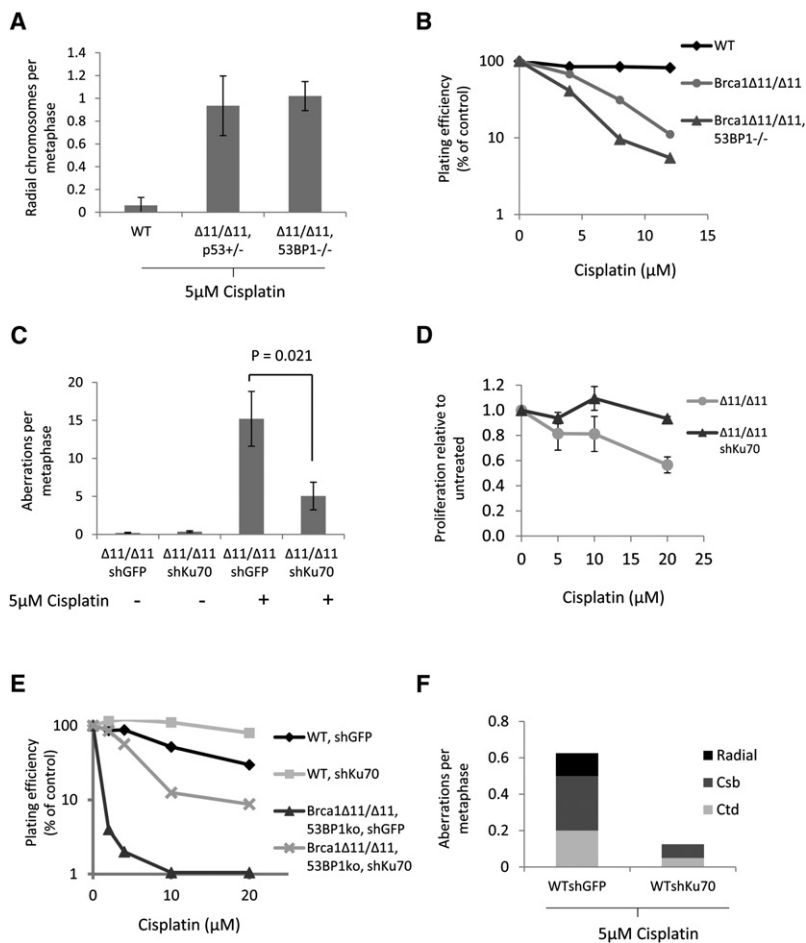 A
Radial chromosomes per
metaphase
1.4
1.2
1
0.8
0.6
0.4
0.2
0
WT
Δ11/Δ11,
p53+/-
Δ11/Δ11,
53BP1-/-
5μM Cisplatin
B
Plating efficiency
(% of control)
100
10
1
0
5
10
15
Cisplatin (μM)
WT
Brca1Δ11/Δ11
Brca1Δ11/Δ11,
53BP1-/-
C
P = 0.021
Aberrations per
metaphase
20
15
10
5
0
Δ11/Δ11
shGFP
Δ11/Δ11
shKu70
Δ11/Δ11
shGFP
Δ11/Δ11
shKu70
5μM Cisplatin - - + +
D
Proliferation relative to
untreated
1.2
1.0
0.8
0.6
0.4
0.2
0.0
0 5 10 15 20 25
Cisplatin (μM)
Δ11/Δ11
Δ11/Δ11
shKu70
E
Plating efficiency
(% of control)
100
10
1
0 10 20
Cisplatin (μM)
WT, shGFP
WT, shKu70
Brca1Δ11/Δ11,
53BP1ko, shGFP
Brca1Δ11/Δ11,
53BP1ko, shKu70
F
Aberrations per
metaphase
0.8
0.6
0.4
0.2
0
Radial
Csb
Ctd
WTshGFP
WTshKu70
5μM Cisplatin